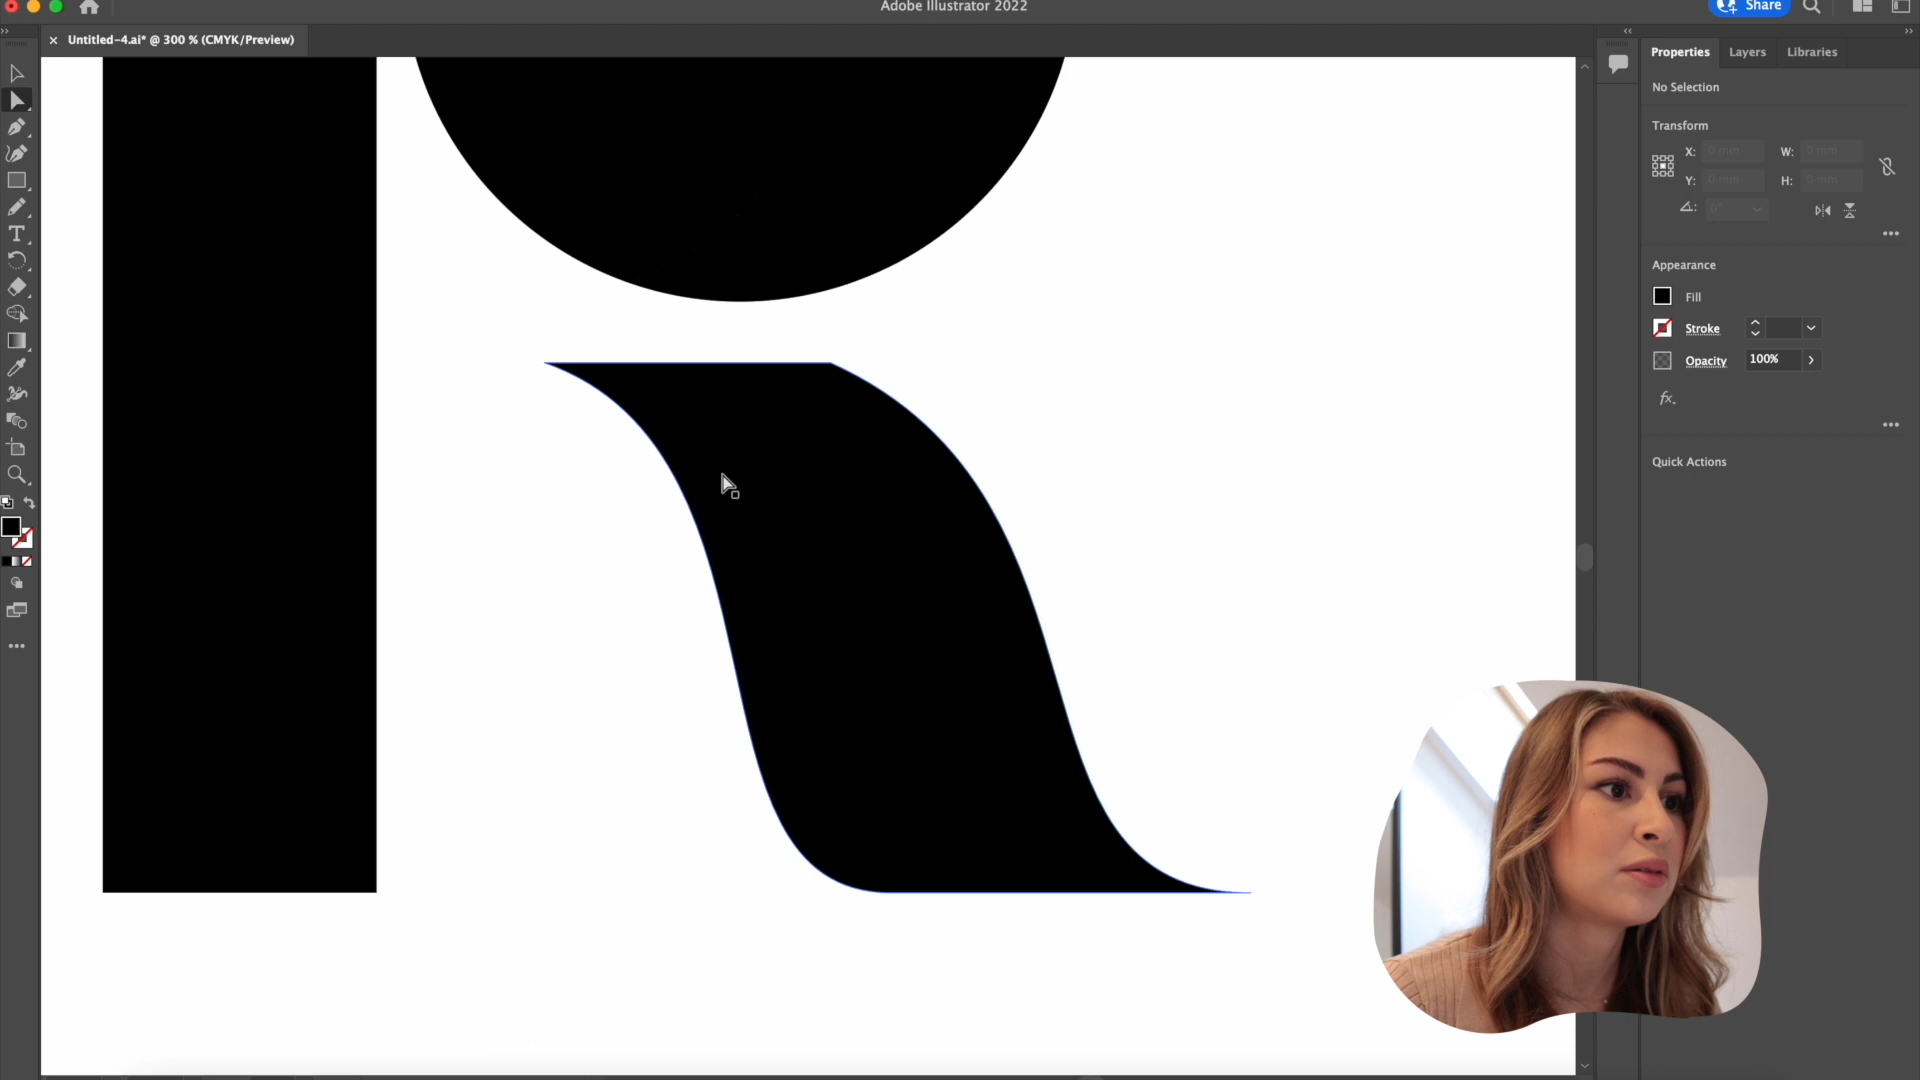 Adobe Illustrator 2022
Share
Untitled-4.ai* @ 300 % (CMYK/Preview)
Properties
Layers
Libraries
No Selection
Transform
X:
0 mm
W:
0 mm
Y:
0 mm
H:
0 mm
0°
Appearance
Fill
Stroke
Opacity
100%
fx.
Quick Actions